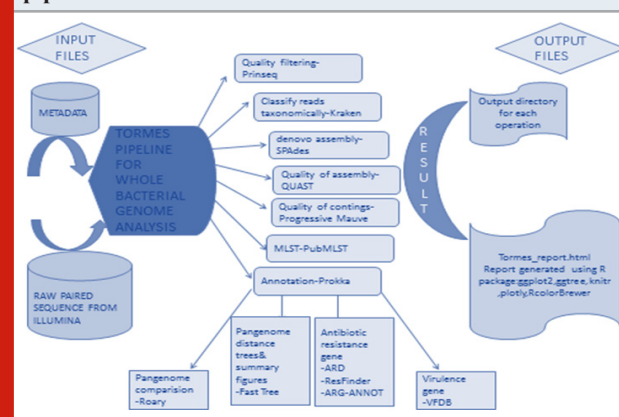 INPUT
FILES
OUTPUT
FILES
METADATA
RAW PAIRED
SEQUENCE FROM
ILLUMINA
TORMES
PIPELINE
FOR
WHOLE
BACTERIAL
GENOME
ANALYSIS
Quality filtering-
Prinseq
Classify reads
taxonomically-Kraken
denovo assembly-
SPAdes
Quality of assembly-
QUAST
Quality of contings-
Progressive Mauve
MLST-PubMLST
Annotation-Prokka
Pangenome
comparision
-Roary
Pangenome
distance
trees&
summary
figures
-Fast Tree
Antibiotic
resistance
gene
-ARD
-ResFinder
-ARG-ANNOT
Virulence
gene
-VFDB
RESULT
Output directory
for each
operation
Tormes_report.html
Report generated using R
package:ggplot2,ggtree, knitr
,plotly,RcolorBrewer